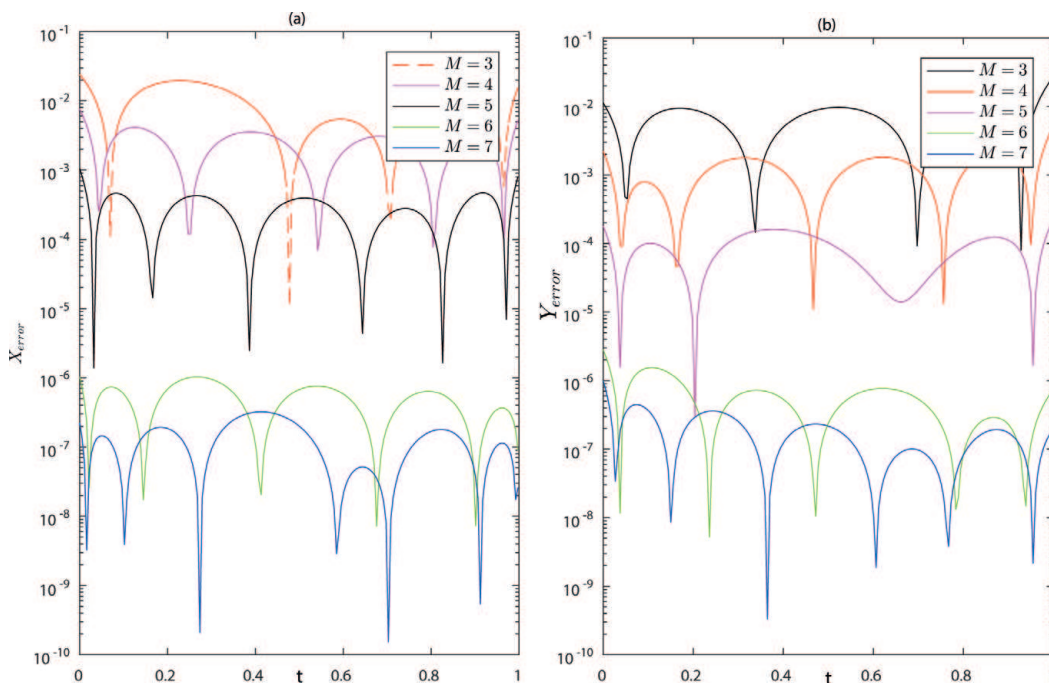 (a)
10^-1
10^-2
10^-3
10^-4
10^-5
10^-6
10^-7
10^-8
10^-9
10^-10
X_error
0 0.2 0.4 0.6 0.8 1
t
M = 3
M = 4
M = 5
M = 6
M = 7
(b)
10^-1
10^-2
10^-3
10^-4
10^-5
10^-6
10^-7
10^-8
10^-9
10^-10
Y_error
0 0.2 0.4 0.6 0.8
t
M = 3
M = 4
M = 5
M = 6
M = 7